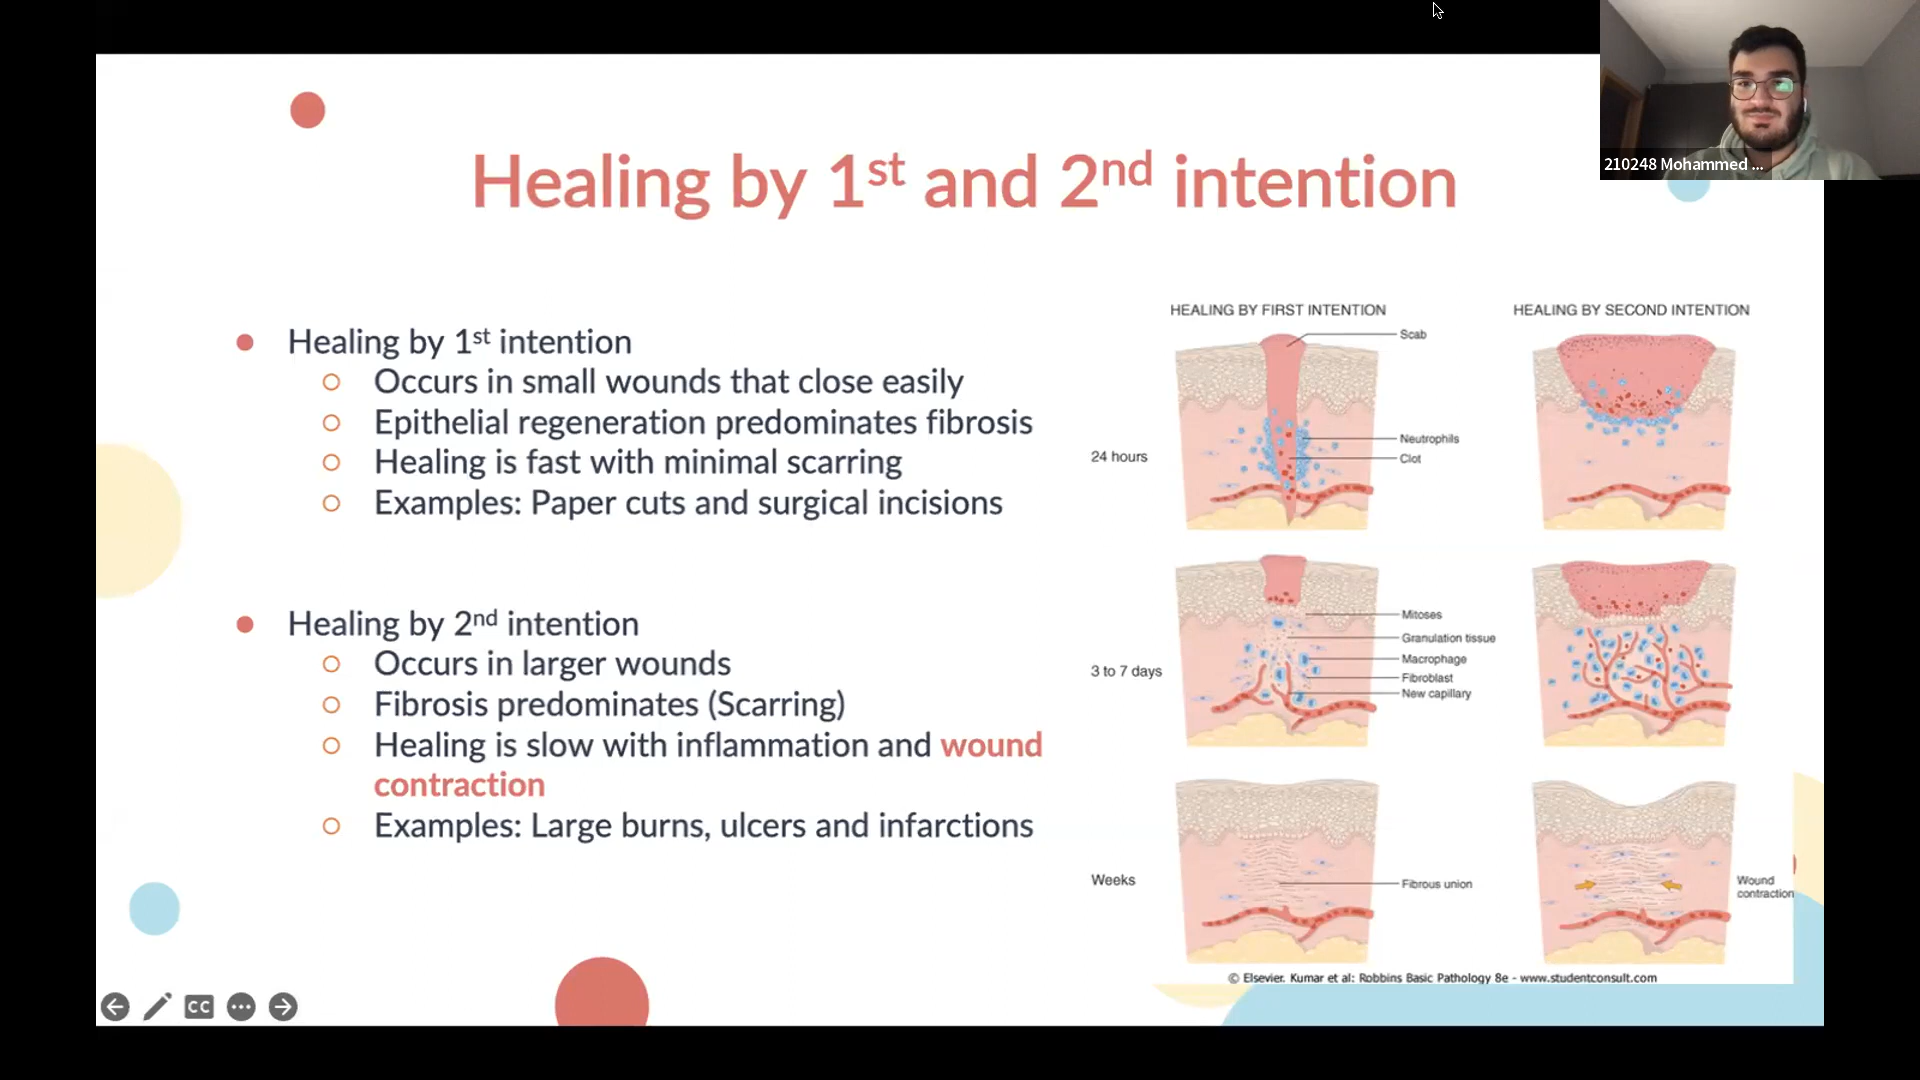 210248 Mohammed ...
Healing by 1st and 2nd intention
Healing by 1st intention
Occurs in small wounds that close easily
Epithelial regeneration predominates fibrosis
Healing is fast with minimal scarring
Examples: Paper cuts and surgical incisions
Healing by 2nd intention
Occurs in larger wounds
Fibrosis predominates (Scarring)
Healing is slow with inflammation and wound
contraction
Examples: Large burns, ulcers and infarctions
HEALING BY FIRST INTENTION
HEALING BY SECOND INTENTION
Scab
Neutrophils
24 hours
Clot
Mitoses
Granulation tissue
Macrophage
3 to 7 days
Fibroblast
New capillary
Weeks
Fibrous union
Wound
contraction
© Elsevier. Kumar et al: Robbins Basic Pathology 8e - www.studentconsult.com
CC